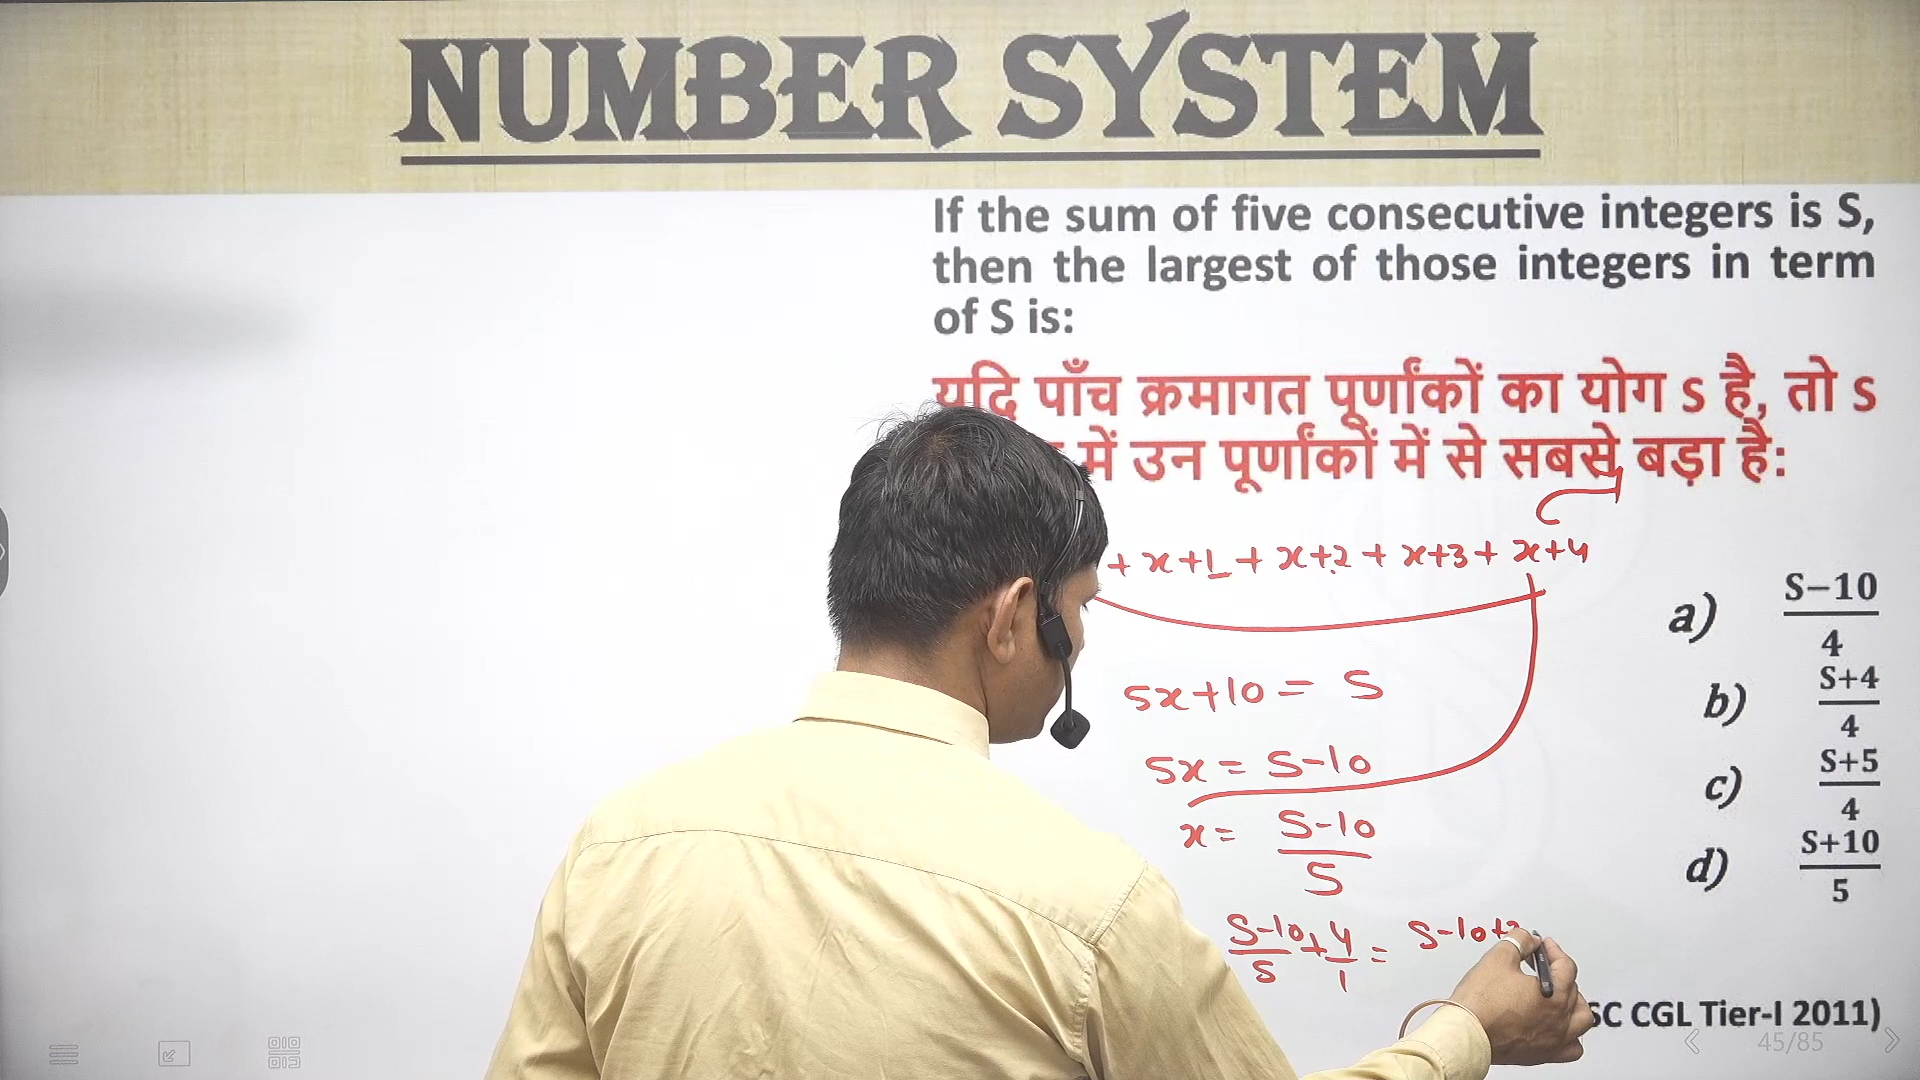 NUMBER SYSTEM
If the sum of five consecutive integers is S,
then the largest of those integers in term
of S is:
यदि पाँच क्रमागत पूर्णांकों का योग S है, तो S
में उन पूर्णांकों में से सबसे बड़ा है:
+ x+1 + x+2 + x+3 + x+4
5x+10 = S
5x = S-10
x = S-10
5
S-10 + 4 = S-10+
5 1
a) S−10
4
b) S+4
4
c) S+5
4
d) S+10
5
SC CGL Tier-I 2011)
45/85